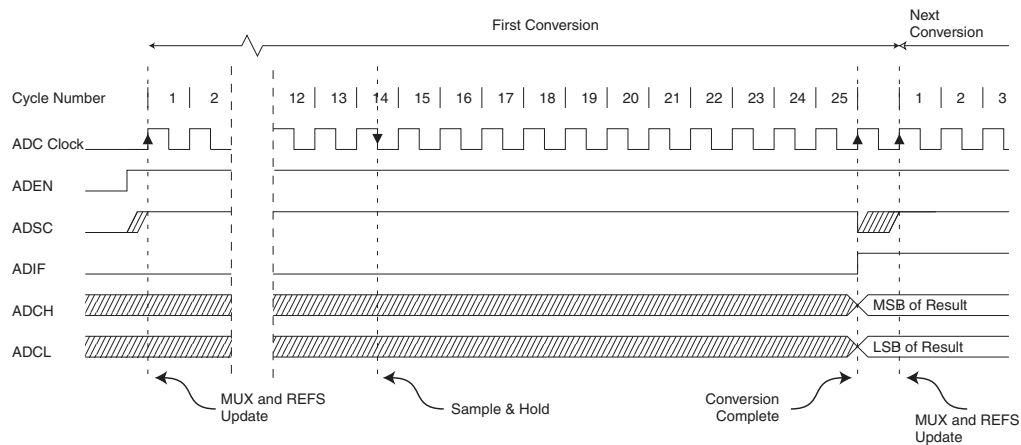 First Conversion
Next
Conversion
Cycle Number 1 2 12 13 14 15 16 17 18 19 20 21 22 23 24 25 1 2 3
ADC Clock
ADEN
ADSC
ADIF
ADCH MSB of Result
ADCL LSB of Result
MUX and REFS
Update
Sample & Hold
Conversion
Complete
MUX and REFS
Update